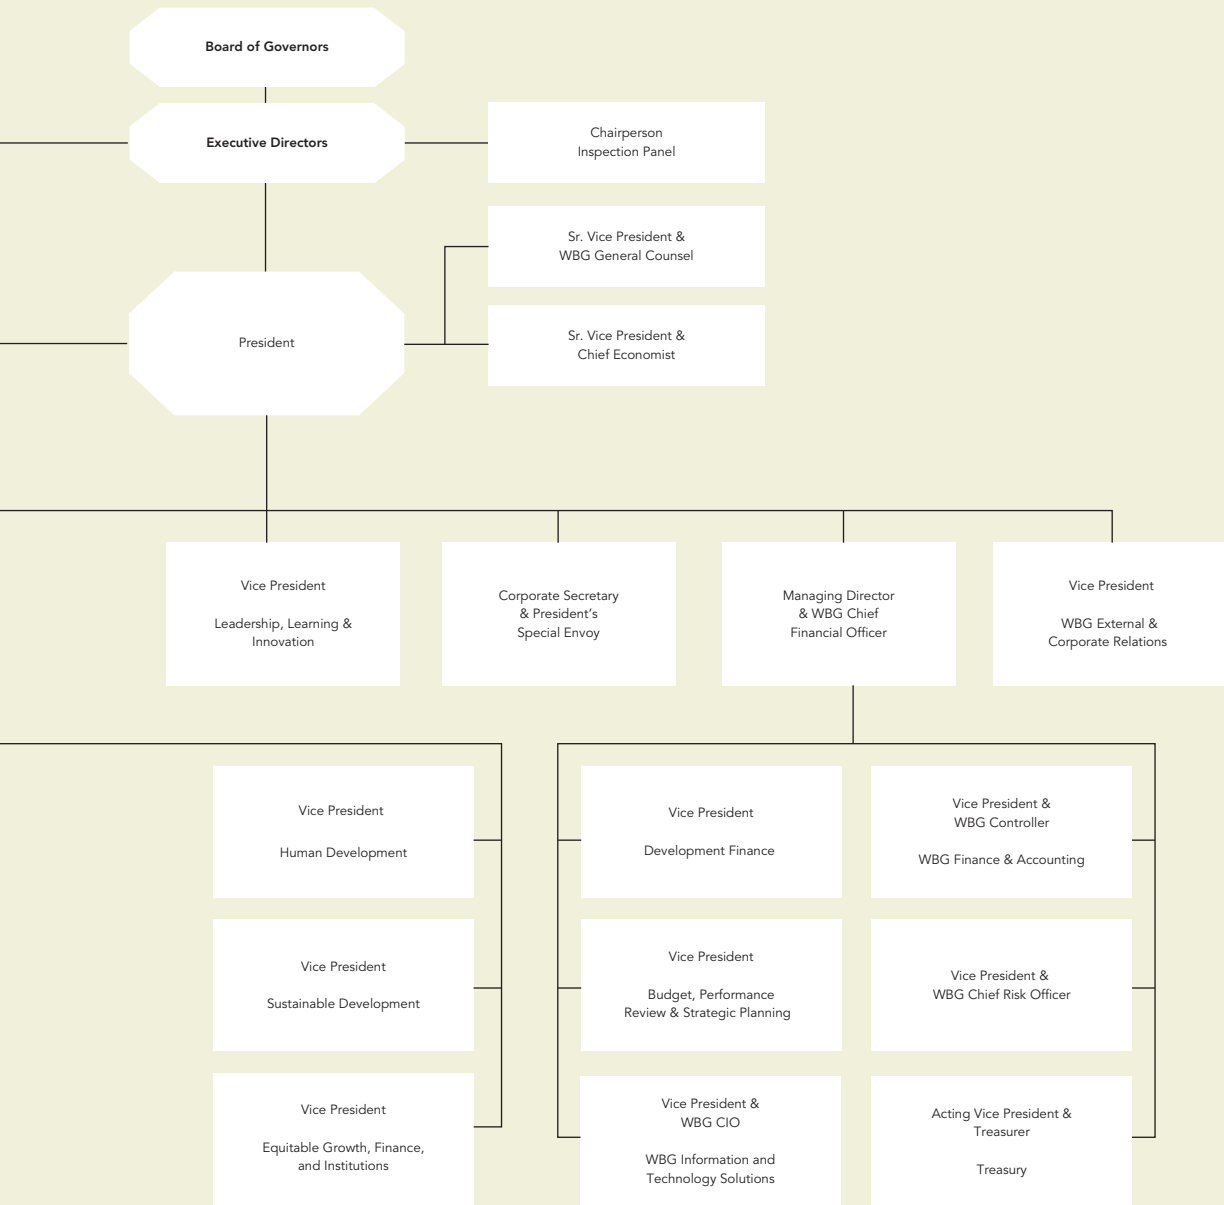 Board of Governors
Executive Directors
Chairperson
Inspection Panel
Sr. Vice President &
WBG General Counsel
Sr. Vice President &
Chief Economist
President
Vice President
Leadership, Learning &
Innovation
Corporate Secretary
& President’s
Special Envoy
Managing Director
& WBG Chief
Financial Officer
Vice President
WBG External &
Corporate Relations
Vice President
Human Development
Vice President
Development Finance
Vice President &
WBG Controller
WBG Finance & Accounting
Vice President
Sustainable Development
Vice President
Budget, Performance
Review & Strategic Planning
Vice President &
WBG Chief Risk Officer
Vice President
Equitable Growth, Finance,
and Institutions
Vice President &
WBG CIO
WBG Information and
Technology Solutions
Acting Vice President &
Treasurer
Treasury